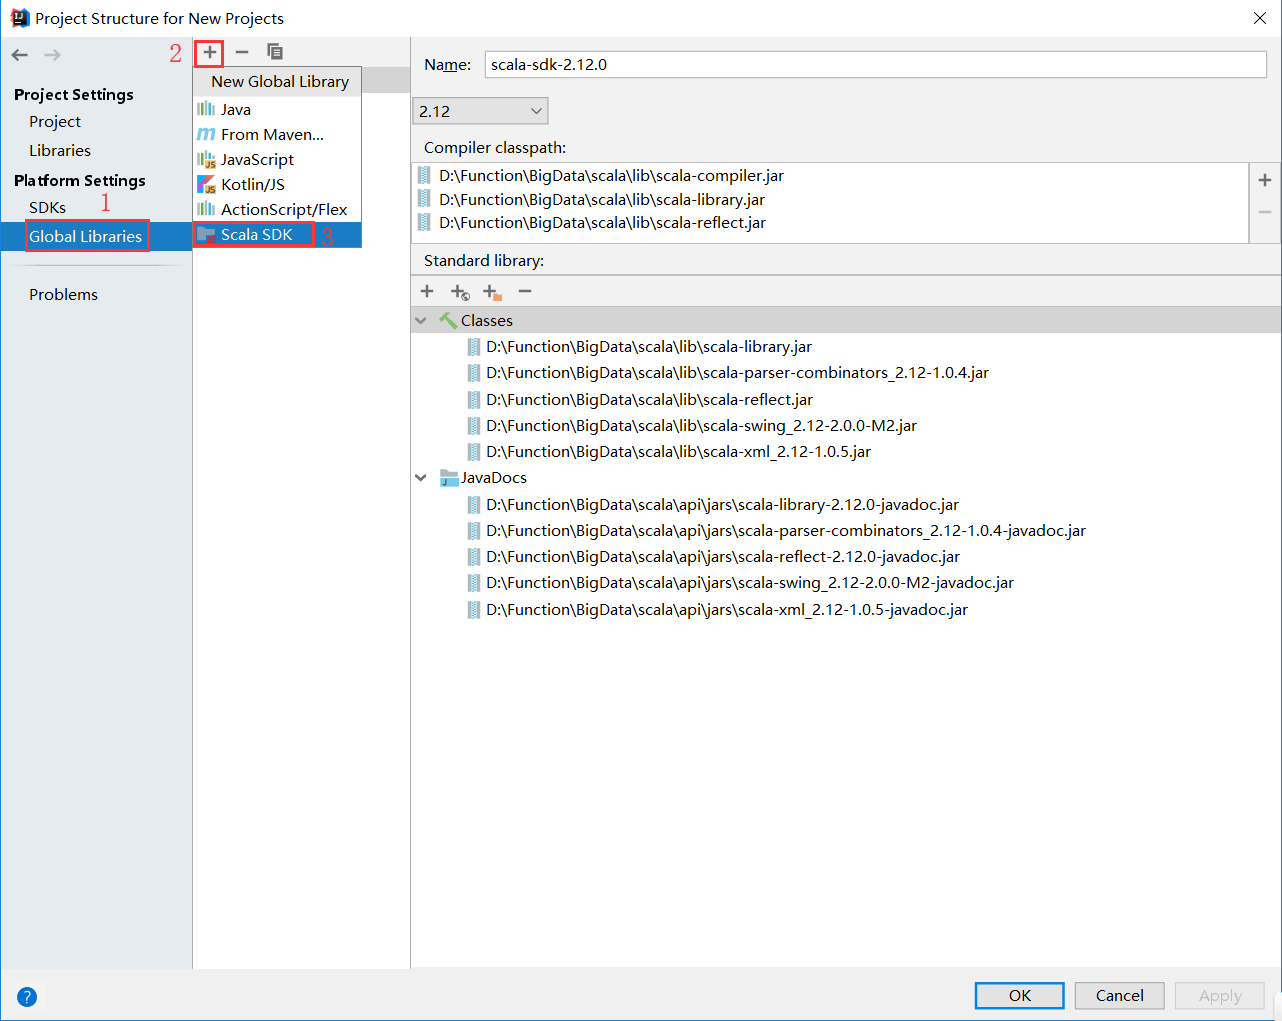 Project Structure for New Projects
Project Settings
Project
Libraries
Platform Settings
SDKs
1
Global Libraries
Problems
2
New Global Library
Java
From Maven...
JavaScript
Kotlin/JS
ActionScript/Flex
Scala SDK
3
Name: scala-sdk-2.12.0
2.12
Compiler classpath:
D:\Function\BigData\scala\lib\scala-compiler.jar
D:\Function\BigData\scala\lib\scala-library.jar
D:\Function\BigData\scala\lib\scala-reflect.jar
Standard library:
Classes
D:\Function\BigData\scala\lib\scala-library.jar
D:\Function\BigData\scala\lib\scala-parser-combinators_2.12-1.0.4.jar
D:\Function\BigData\scala\lib\scala-reflect.jar
D:\Function\BigData\scala\lib\scala-swing_2.12-2.0.0-M2.jar
D:\Function\BigData\scala\lib\scala-xml_2.12-1.0.5.jar
JavaDocs
D:\Function\BigData\scala\api\jars\scala-library-2.12.0-javadoc.jar
D:\Function\BigData\scala\api\jars\scala-parser-combinators_2.12-1.0.4-javadoc.jar
D:\Function\BigData\scala\api\jars\scala-reflect-2.12.0-javadoc.jar
D:\Function\BigData\scala\api\jars\scala-swing_2.12-2.0.0-M2-javadoc.jar
D:\Function\BigData\scala\api\jars\scala-xml_2.12-1.0.5-javadoc.jar
OK
Cancel
Apply